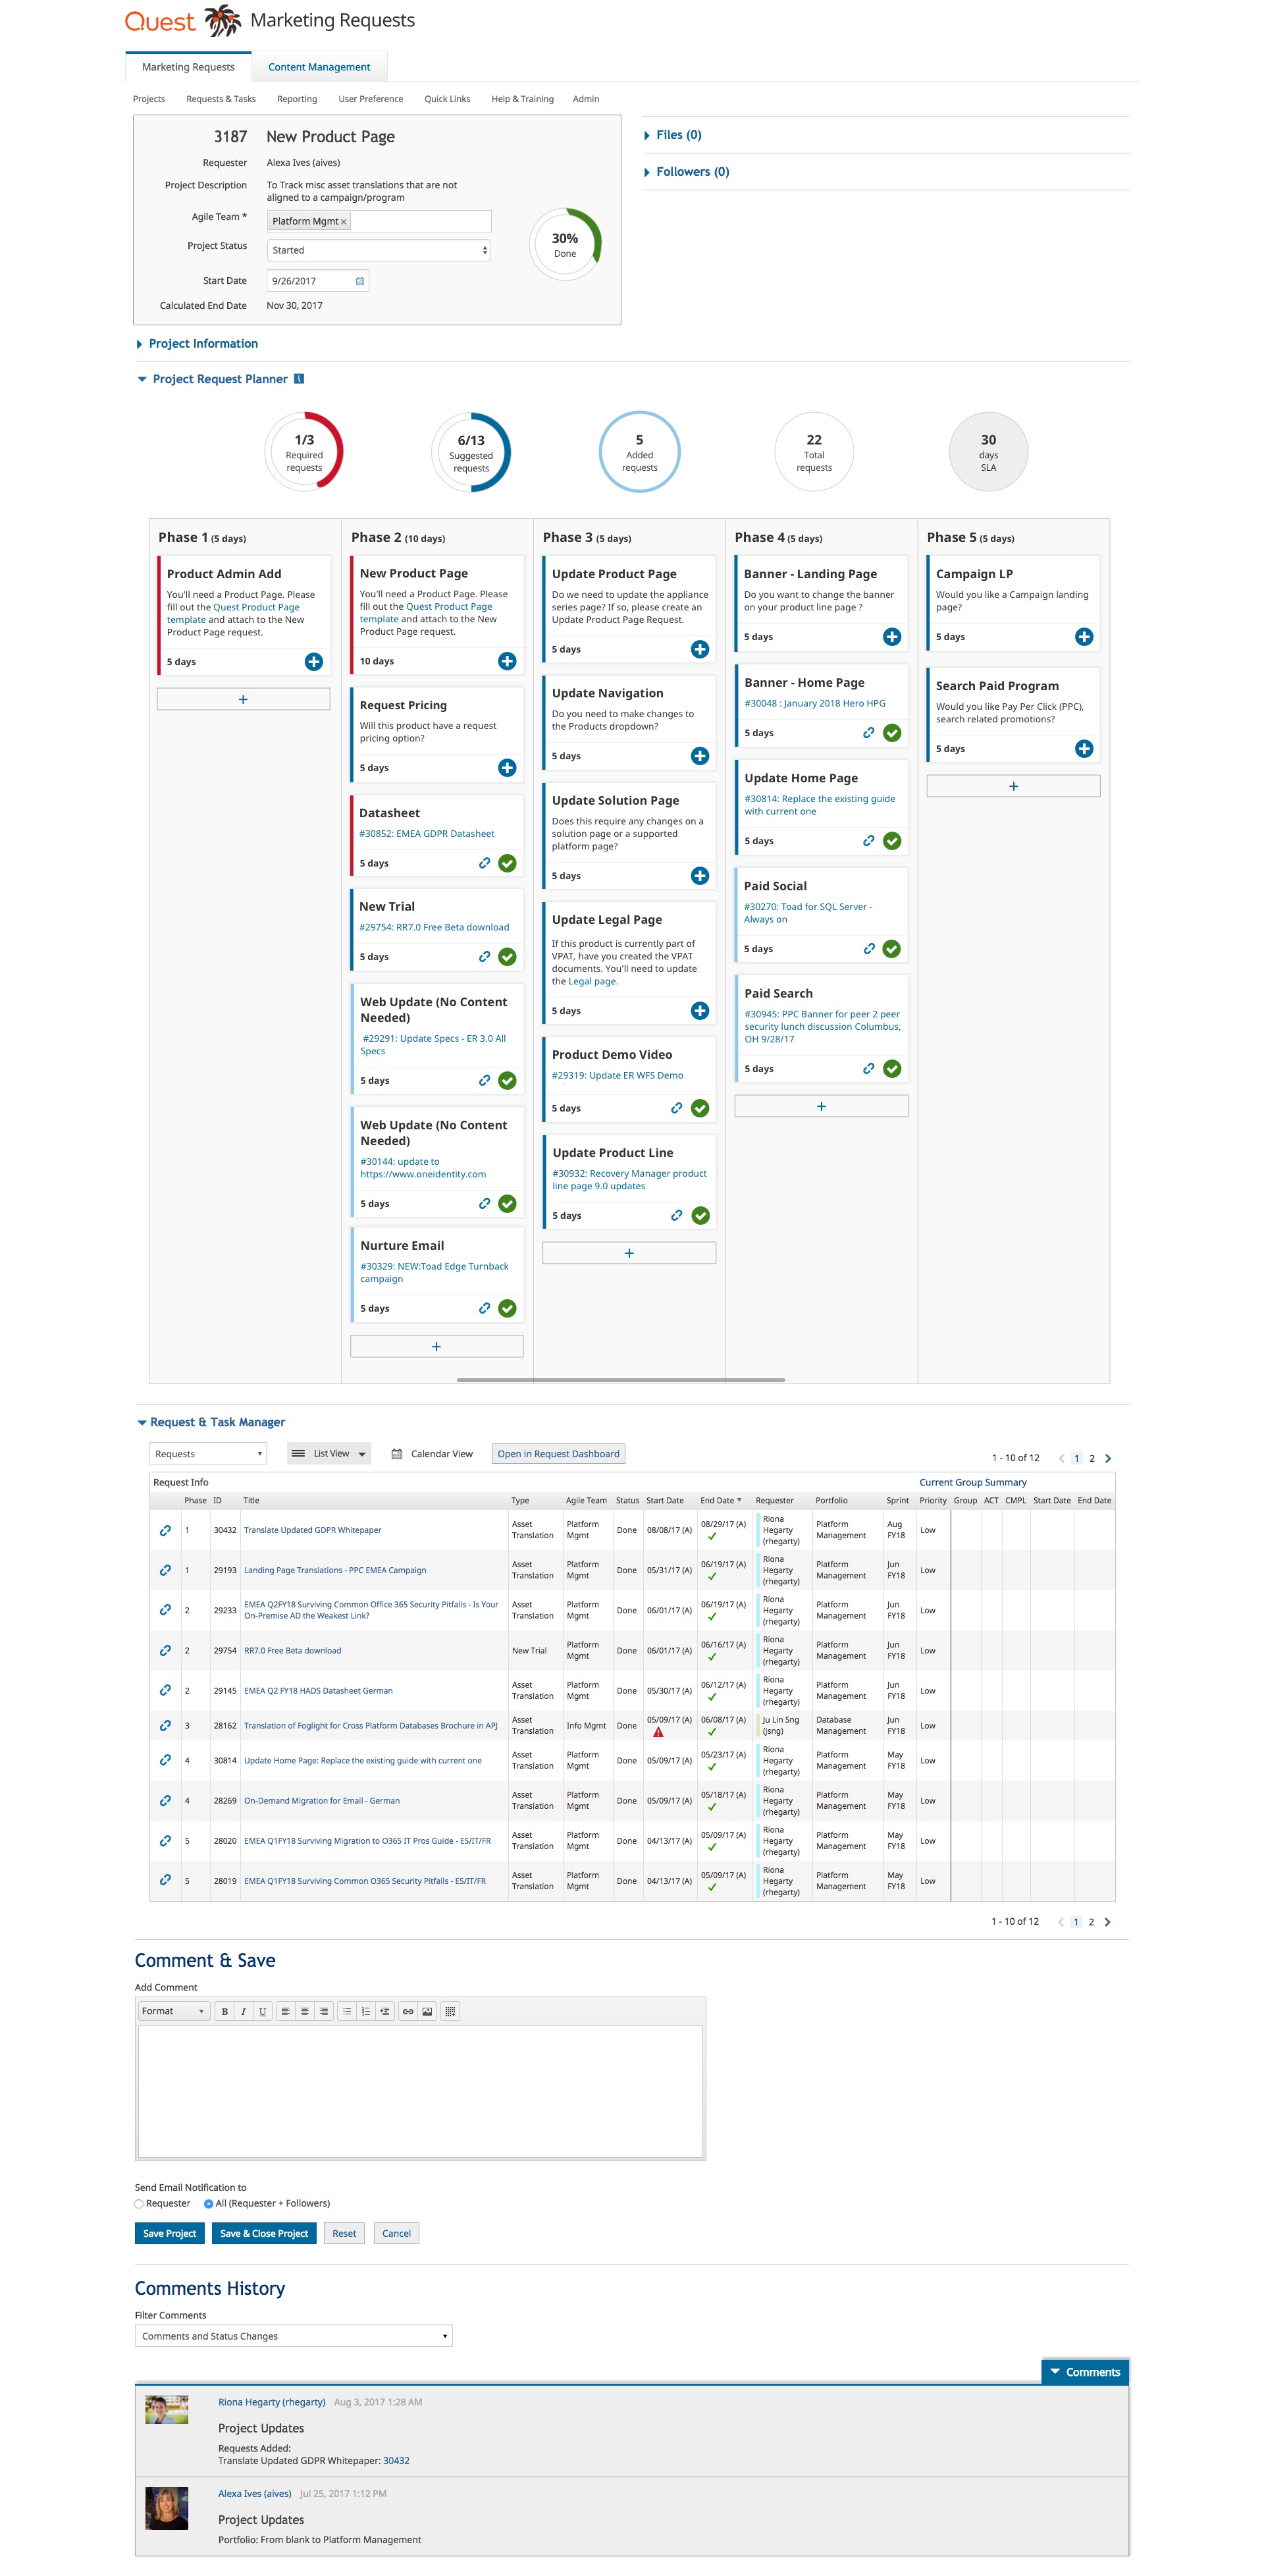 Quest Marketing Requests
Marketing Requests Content Management
Projects Requests & Tasks Reporting User Preference Quick Links Help & Training Admin
3187 New Product Page
Requester Alexa Ives (aives)
Project Description To Track misc asset translations that are not
aligned to a campaign/program
Agile Team * Platform Mgmt ×
Project Status Started
Start Date 9/26/2017
Calculated End Date Nov 30, 2017
30%
Done
Files (0)
Followers (0)
Project Information
Project Request Planner i
1/3
Required
requests
6/13
Suggested
requests
5
Added
requests
22
Total
requests
30
days
SLA
Phase 1 (5 days)
Product Admin Add
You'll need a Product Page. Please
fill out the Quest Product Page
template and attach to the New
Product Page request.
5 days
+
Phase 2 (10 days)
New Product Page
You'll need a Product Page. Please
fill out the Quest Product Page
template and attach to the New
Product Page request.
10 days
Request Pricing
Will this product have a request
pricing option?
5 days
Datasheet
#30852: EMEA GDPR Datasheet
5 days
New Trial
#29754: RR7.0 Free Beta download
5 days
Web Update (No Content
Needed)
#29291: Update Specs - ER 3.0 All
Specs
5 days
Web Update (No Content
Needed)
#30144: update to
https://www.oneidentity.com
5 days
Nurture Email
#30329: NEW:Toad Edge Turnback
campaign
5 days
+
Phase 3 (5 days)
Update Product Page
Do we need to update the appliance
series page? If so, please create an
Update Product Page Request.
5 days
Update Navigation
Do you need to make changes to
the Products dropdown?
5 days
Update Solution Page
Does this require any changes on a
solution page or a supported
platform page?
5 days
Update Legal Page
If this product is currently part of
VPAT, have you created the VPAT
documents. You'll need to update
the Legal page.
5 days
Product Demo Video
#29319: Update ER WFS Demo
5 days
Update Product Line
#30932: Recovery Manager product
line page 9.0 updates
5 days
+
Phase 4 (5 days)
Banner - Landing Page
Do you want to change the banner
on your product line page ?
5 days
Banner - Home Page
#30048 : January 2018 Hero HPG
5 days
Update Home Page
#30814: Replace the existing guide
with current one
5 days
Paid Social
#30270: Toad for SQL Server -
Always on
5 days
Paid Search
#30945: PPC Banner for peer 2 peer
security lunch discussion Columbus,
OH 9/28/17
5 days
+
Phase 5 (5 days)
Campaign LP
Would you like a Campaign landing
page?
5 days
Search Paid Program
Would you like Pay Per Click (PPC),
search related promotions?
5 days
+
Request & Task Manager
Requests List View Calendar View Open in Request Dashboard 1 - 10 of 12 < 1 2 >
Request Info Current Group Summary
Phase ID Title Type Agile Team Status Start Date End Date Requester Portfolio Sprint Priority Group ACT CMPL Start Date End Date
1 30432 Translate Updated GDPR Whitepaper Asset Translation Platform Mgmt Done 08/08/17 (A) 08/29/17 (A) Riona Hegarty (rhegarty) Platform Management Aug FY18 Low
1 29193 Landing Page Translations - PPC EMEA Campaign Asset Translation Platform Mgmt Done 05/31/17 (A) 06/19/17 (A) Riona Hegarty (rhegarty) Platform Management Jun FY18 Low
2 29233 EMEA Q2FY18 Surviving Common Office 365 Security Pitfalls - Is Your On-Premise AD the Weakest Link? Asset Translation Platform Mgmt Done 06/01/17 (A) 06/19/17 (A) Riona Hegarty (rhegarty) Platform Management Jun FY18 Low
2 29754 RR7.0 Free Beta download New Trial Platform Mgmt Done 06/01/17 (A) 06/16/17 (A) Riona Hegarty (rhegarty) Platform Management Jun FY18 Low
2 29145 EMEA Q2 FY18 HADS Datasheet German Asset Translation Platform Mgmt Done 05/30/17 (A) 06/12/17 (A) Riona Hegarty (rhegarty) Platform Management Jun FY18 Low
3 28162 Translation of Foglight for Cross Platform Databases Brochure in APJ Asset Translation Info Mgmt Done 05/09/17 (A) 06/08/17 (A) Ju Lin Sng (jsng) Database Management Jun FY18 Low
4 30814 Update Home Page: Replace the existing guide with current one Asset Translation Platform Mgmt Done 05/09/17 (A) 05/23/17 (A) Riona Hegarty (rhegarty) Platform Management May FY18 Low
4 28269 On-Demand Migration for Email - German Asset Translation Platform Mgmt Done 05/09/17 (A) 05/18/17 (A) Riona Hegarty (rhegarty) Platform Management May FY18 Low
5 28020 EMEA Q1FY18 Surviving Migration to O365 IT Pros Guide - ES/IT/FR Asset Translation Platform Mgmt Done 04/13/17 (A) 05/09/17 (A) Riona Hegarty (rhegarty) Platform Management May FY18 Low
5 28019 EMEA Q1FY18 Surviving Common O365 Security Pitfalls - ES/IT/FR Asset Translation Platform Mgmt Done 04/13/17 (A) 05/09/17 (A) Riona Hegarty (rhegarty) Platform Management May FY18 Low
1 - 10 of 12 < 1 2 >
Comment & Save
Add Comment
Format B I U
Send Email Notification to
Requester All (Requester + Followers)
Save Project Save & Close Project Reset Cancel
Comments History
Filter Comments
Comments and Status Changes
Comments
Riona Hegarty (rhegarty) Aug 3, 2017 1:28 AM
Project Updates
Requests Added:
Translate Updated GDPR Whitepaper: 30432
Alexa Ives (aives) Jul 25, 2017 1:12 PM
Project Updates
Portfolio: From blank to Platform Management